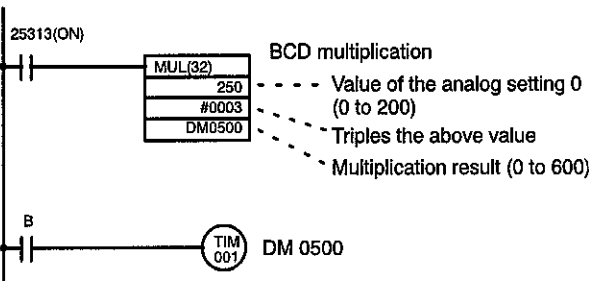 25313(ON)
BCD multiplication
MUL(32)
250
Value of the analog setting 0
(0 to 200)
#0003
Triples the above value
DM0500
Multiplication result (0 to 600)
B
TIM
001
DM 0500